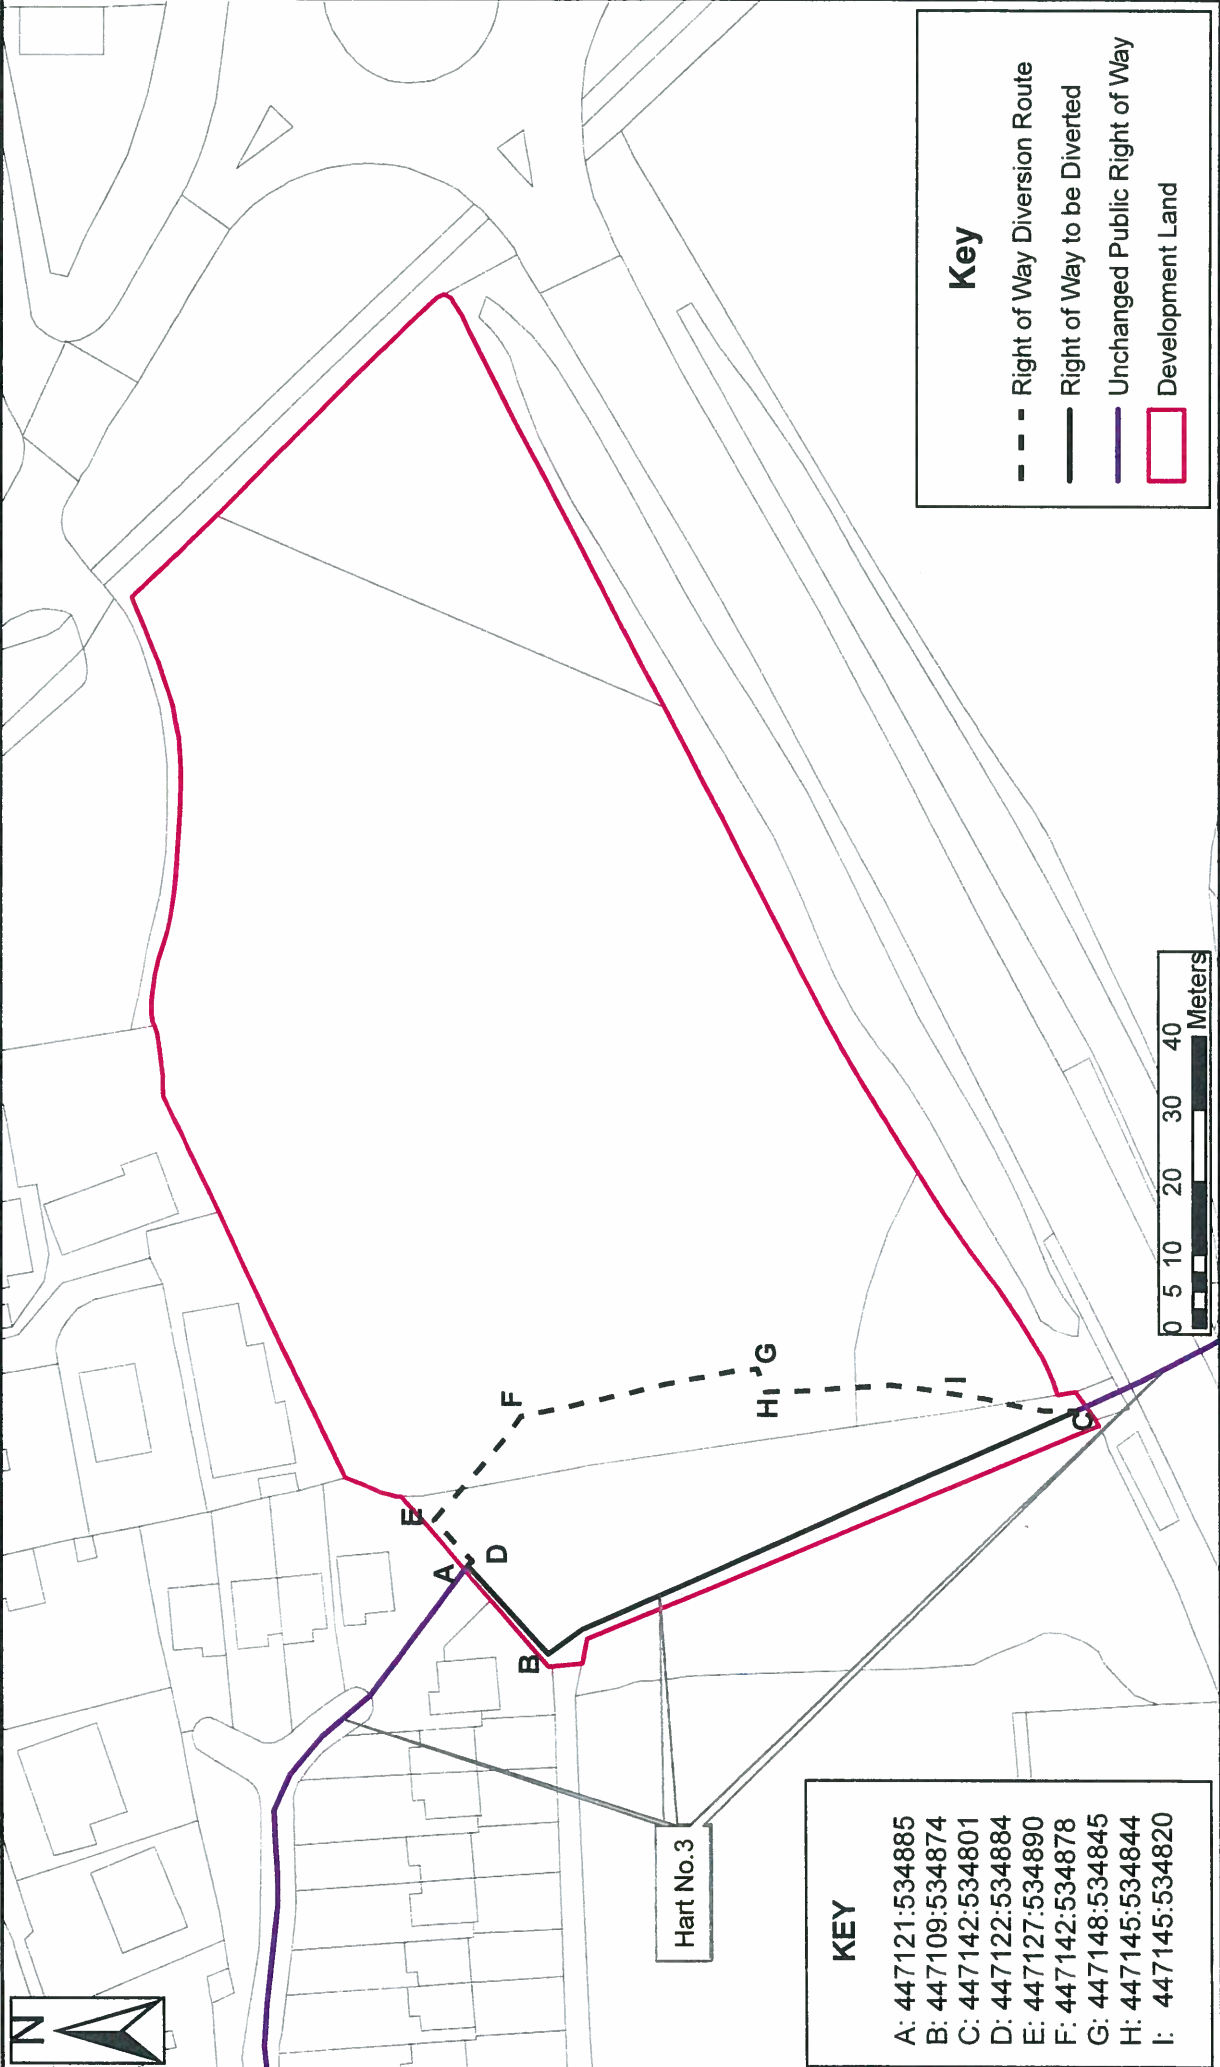 N
A
B
C
D
E
F
G
H
I
Hart No.3
KEY
A: 447121:534885
B: 447109:534874
C: 447142:534801
D: 447122:534884
E: 447127:534890
F: 447142:534878
G: 447148:534845
H: 447145:534844
I: 447145:534820
0 5 10 20 30 40
Meters
Key
Right of Way Diversion Route
Right of Way to be Diverted
Unchanged Public Right of Way
Development Land